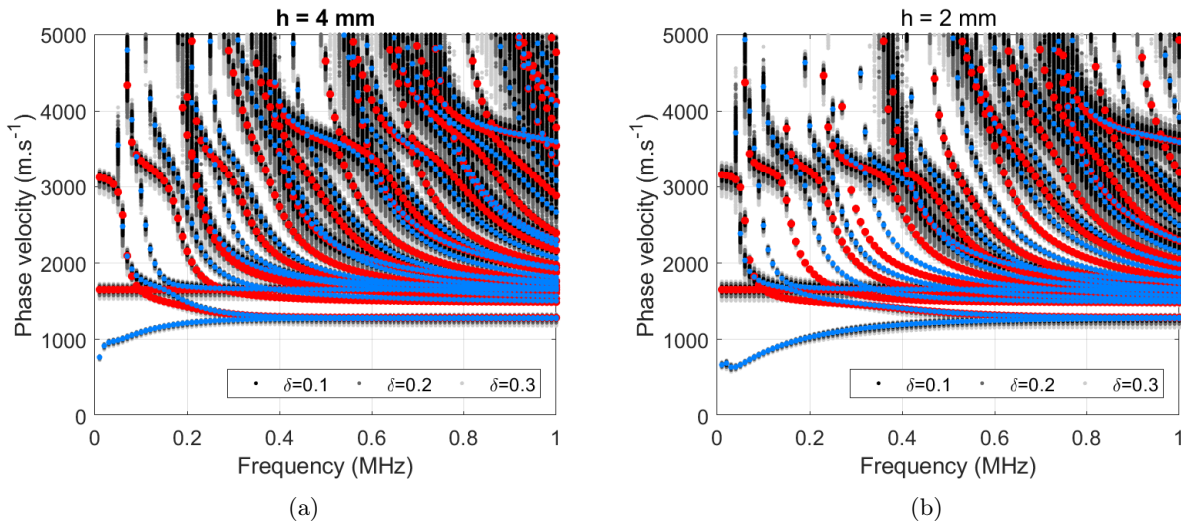 h = 4 mm
5000
4000
3000
2000
1000
0
Phase velocity (m.s⁻¹)
δ=0.1 δ=0.2 δ=0.3
0 0.2 0.4 0.6 0.8 1
Frequency (MHz)
(a)
h = 2 mm
5000
4000
3000
2000
1000
0
Phase velocity (m.s⁻¹)
δ=0.1 δ=0.2 δ=0.3
0 0.2 0.4 0.6 0.8 1
Frequency (MHz)
(b)